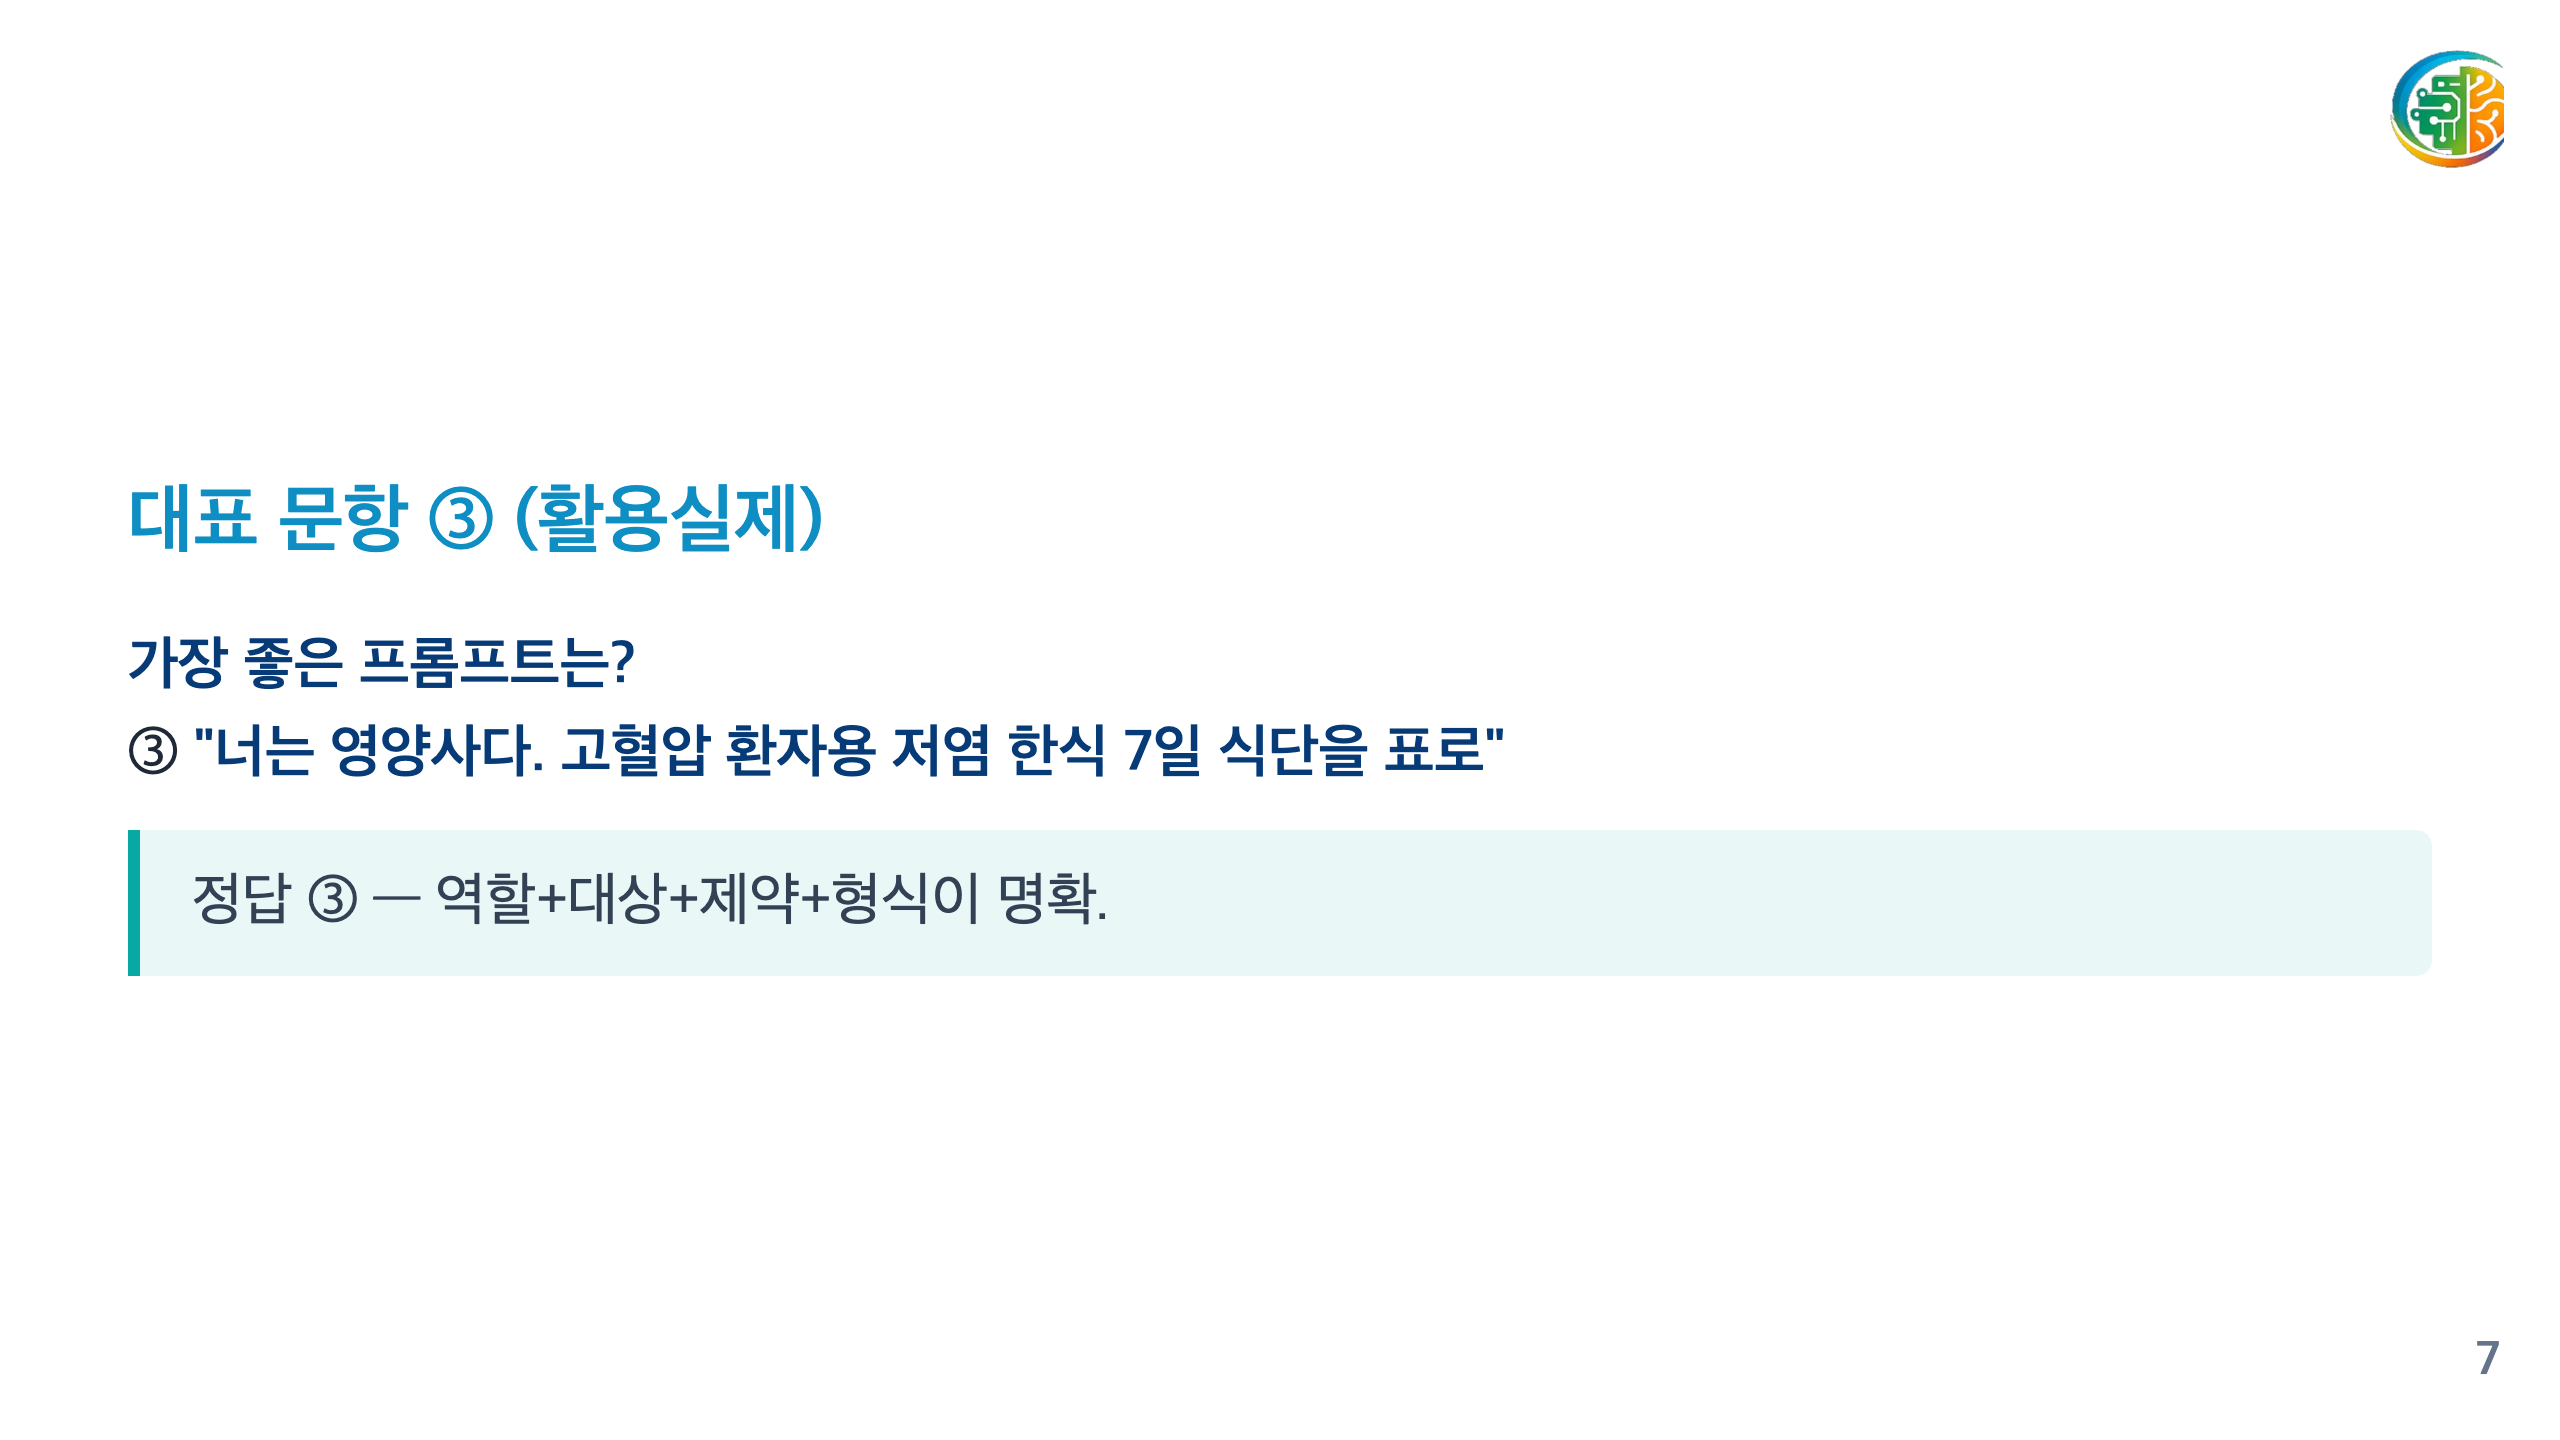 대표 문항 ③ (활용실제)
가장 좋은 프롬프트는?
③ "너는 영양사다. 고혈압 환자용 저염 한식 7일 식단을 표로"
정답 ③ — 역할+대상+제약+형식이 명확.
7